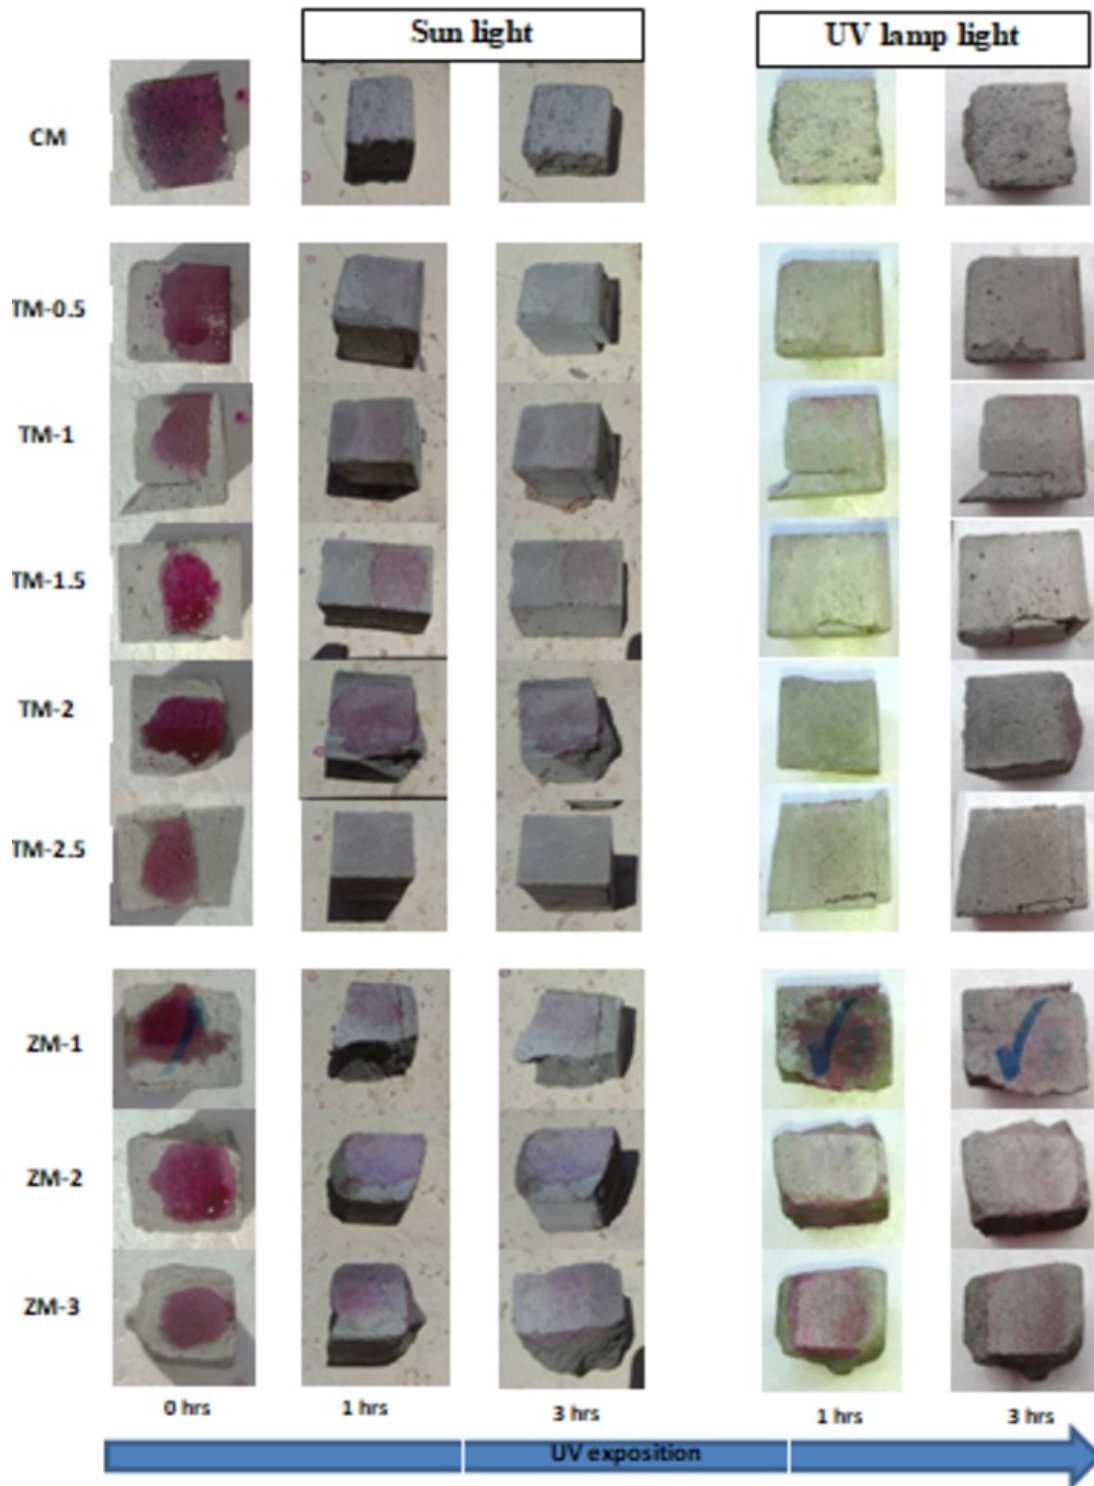 Sun light
UV lamp light
CM
TM-0.5
TM-1
TM-1.5
TM-2
TM-2.5
ZM-1
ZM-2
ZM-3
0 hrs
1 hrs
3 hrs
1 hrs
3 hrs
UV exposition